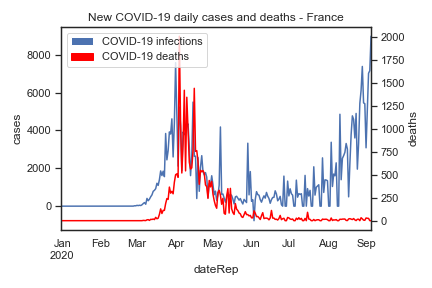 New COVID-19 daily cases and deaths - France
COVID-19 infections
COVID-19 deaths
8000
6000
4000
2000
0
cases
2000
1750
1500
1250
1000
750
500
250
0
deaths
Jan Feb Mar Apr May Jun Jul Aug Sep
2020
dateRep